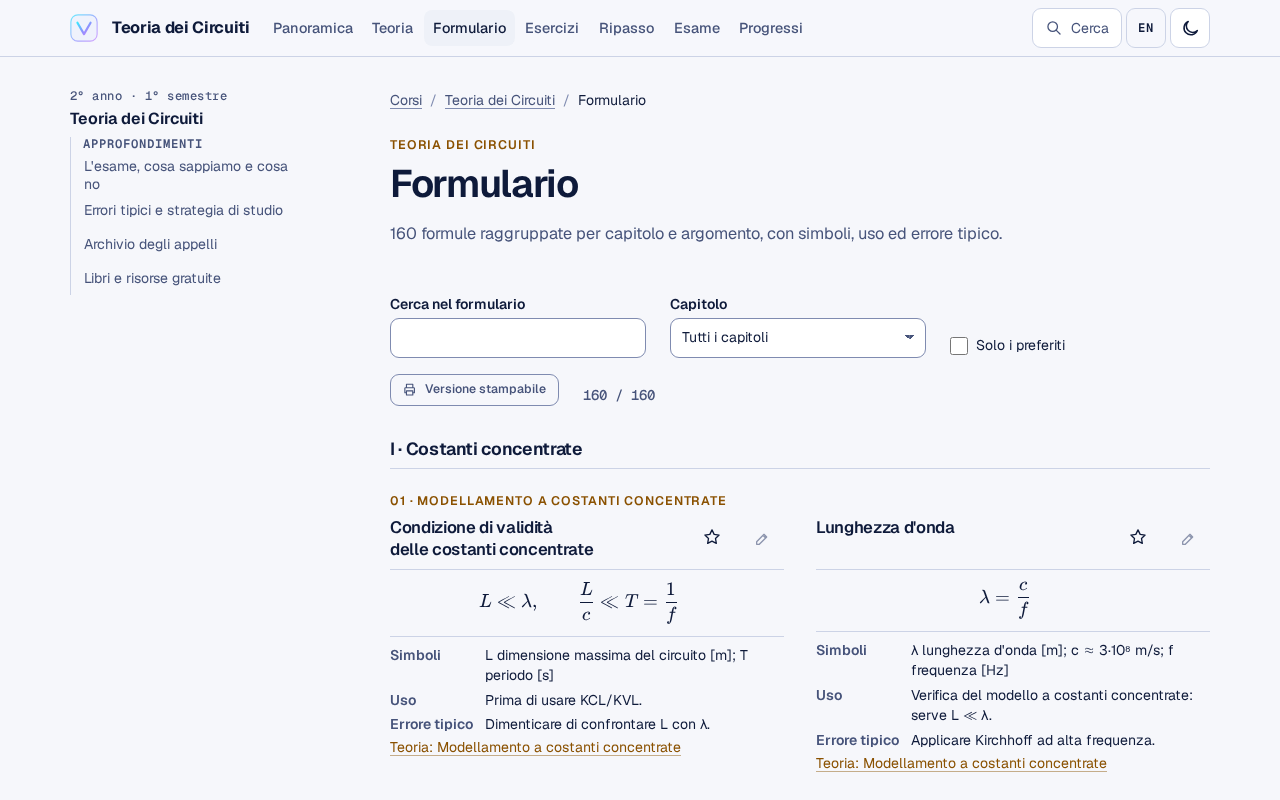 Teoria dei Circuiti
Panoramica
Teoria
Formulario
Esercizi
Ripasso
Esame
Progressi
Cerca
EN
2° anno · 1° semestre
Teoria dei Circuiti
APPROFONDIMENTI
L'esame, cosa sappiamo e cosa
no
Errori tipici e strategia di studio
Archivio degli appelli
Libri e risorse gratuite
Corsi / Teoria dei Circuiti / Formulario
TEORIA DEI CIRCUITI
Formulario
160 formule raggruppate per capitolo e argomento, con simboli, uso ed errore tipico.
Cerca nel formulario
Capitolo
Tutti i capitoli
Solo i preferiti
Versione stampabile
160 / 160
I · Costanti concentrate
01 · MODELLAMENTO A COSTANTI CONCENTRATE
Condizione di validità
delle costanti concentrate
L ≪ λ, L/c ≪ T = 1/f
Simboli L dimensione massima del circuito [m]; T
periodo [s]
Uso Prima di usare KCL/KVL.
Errore tipico Dimenticare di confrontare L con λ.
Teoria: Modellamento a costanti concentrate
Lunghezza d'onda
λ = c/f
Simboli λ lunghezza d'onda [m]; c ≈ 3·10⁸ m/s; f
frequenza [Hz]
Uso Verifica del modello a costanti concentrate:
serve L ≪ λ.
Errore tipico Applicare Kirchhoff ad alta frequenza.
Teoria: Modellamento a costanti concentrate